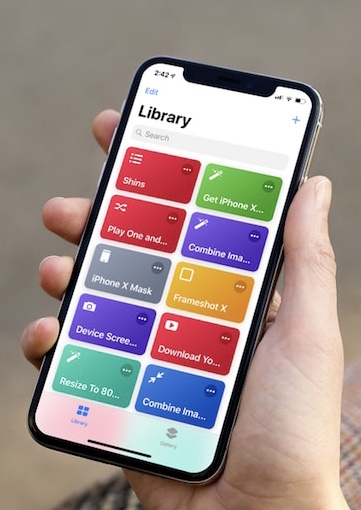 2:42
Edit
Library
Search
Shins
Get iPhone X...
Play One and...
Combine Ima...
iPhone X Mask
Frameshot X
Device Scree...
Download Yo...
Resize To 80...
Combine Ima...
Library
Gallery